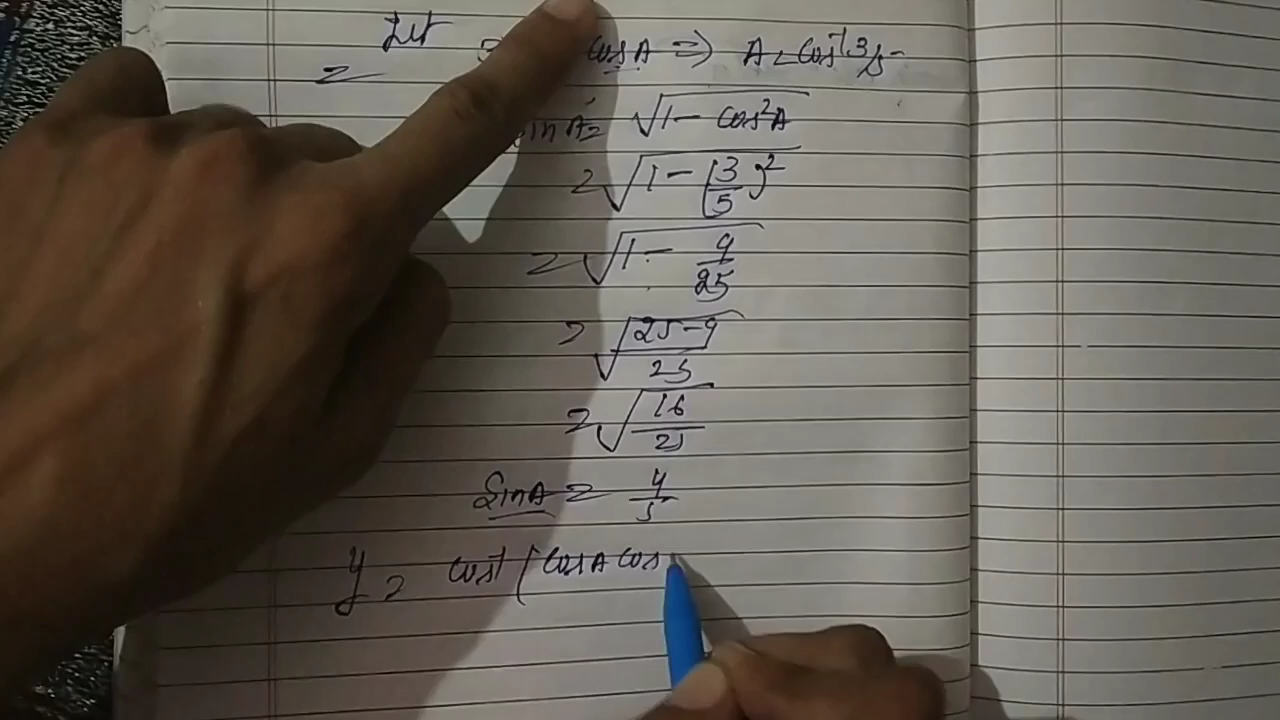 Let
3 cosA ⇒ A = cos⁻¹ 3/5
= sinA = √1 - cos²A
= √1 - (3/5)²
= √1 - 9/25
= √25-9/25
= √16/25
SinA = 4/5
y = cos⁻¹ (cosA cos